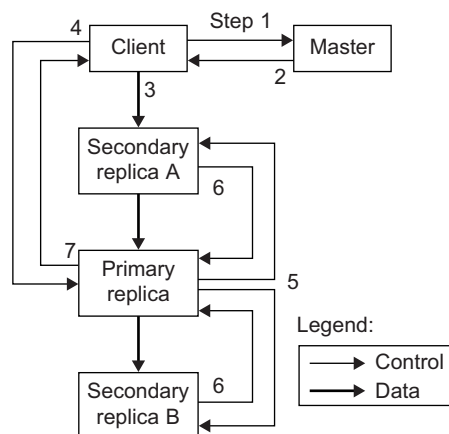 4
Step 1
Client
Master
2
3
Secondary
replica A
6
7
Primary
replica
5
Legend:
Control
Data
6
Secondary
replica B